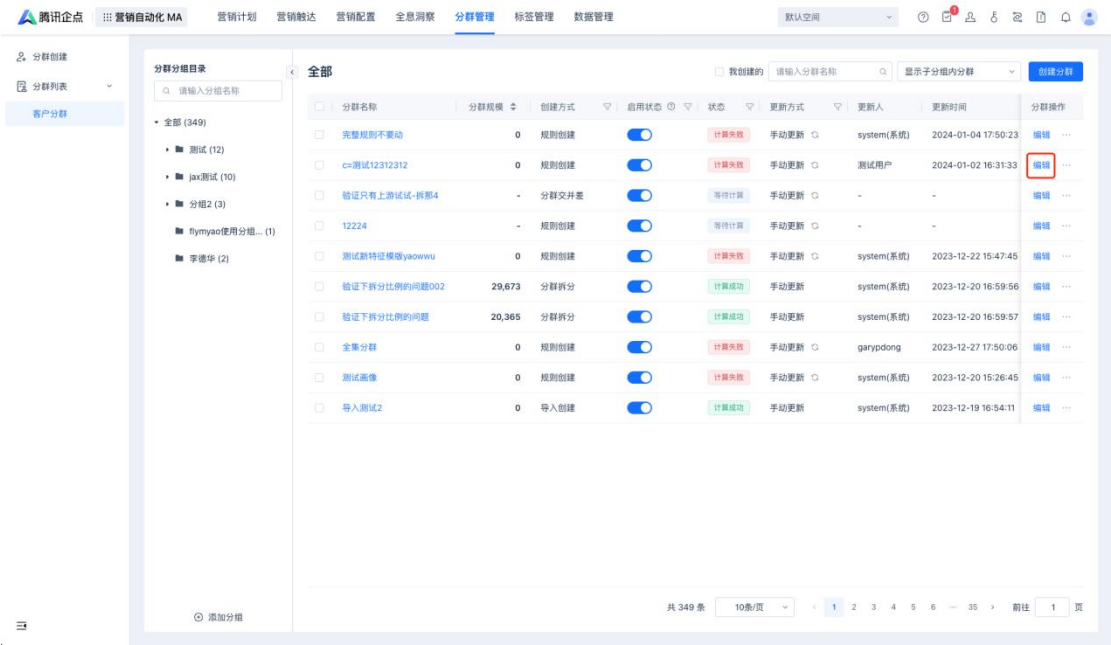 腾讯企点 营销自动化 MA 营销计划 营销触达 营销配置 全息洞察 分群管理 标签管理 数据管理 默认空间 1
分群创建
分群列表
客户分群
分群分组目录
请输入分组名称
全部 (349)
测试 (12)
jax测试 (10)
分组2 (3)
flymyao使用分组... (1)
李德华 (2)
添加分组
全部 我创建的 请输入分群名称 显示子分组内分群 创建分群
分群名称 分群规模 创建方式 启用状态 状态 更新方式 更新人 更新时间 分群操作
完整规则不要动 0 规则创建 计算失败 手动更新 system(系统) 2024-01-04 17:50:23 编辑 ...
c=测试12312312 0 规则创建 计算失败 手动更新 测试用户 2024-01-02 16:31:33 编辑 ...
验证只有上游试试-拆那4 - 分群交并差 等待计算 手动更新 - - 编辑 ...
12224 - 规则创建 等待计算 手动更新 - - 编辑 ...
测试新特征模版yaowwu 0 规则创建 计算失败 手动更新 system(系统) 2023-12-22 15:47:45 编辑 ...
验证下拆分比例的问题002 29,673 分群拆分 计算成功 手动更新 system(系统) 2023-12-20 16:59:56 编辑 ...
验证下拆分比例的问题 20,365 分群拆分 计算成功 手动更新 system(系统) 2023-12-20 16:59:57 编辑 ...
全集分群 0 规则创建 计算失败 手动更新 garypdong 2023-12-27 17:50:06 编辑 ...
测试画像 0 规则创建 计算失败 手动更新 system(系统) 2023-12-20 15:26:45 编辑 ...
导入测试2 0 导入创建 计算成功 手动更新 system(系统) 2023-12-19 16:54:11 编辑 ...
共 349 条 10条/页 1 2 3 4 5 6 ... 35 前往 1 页